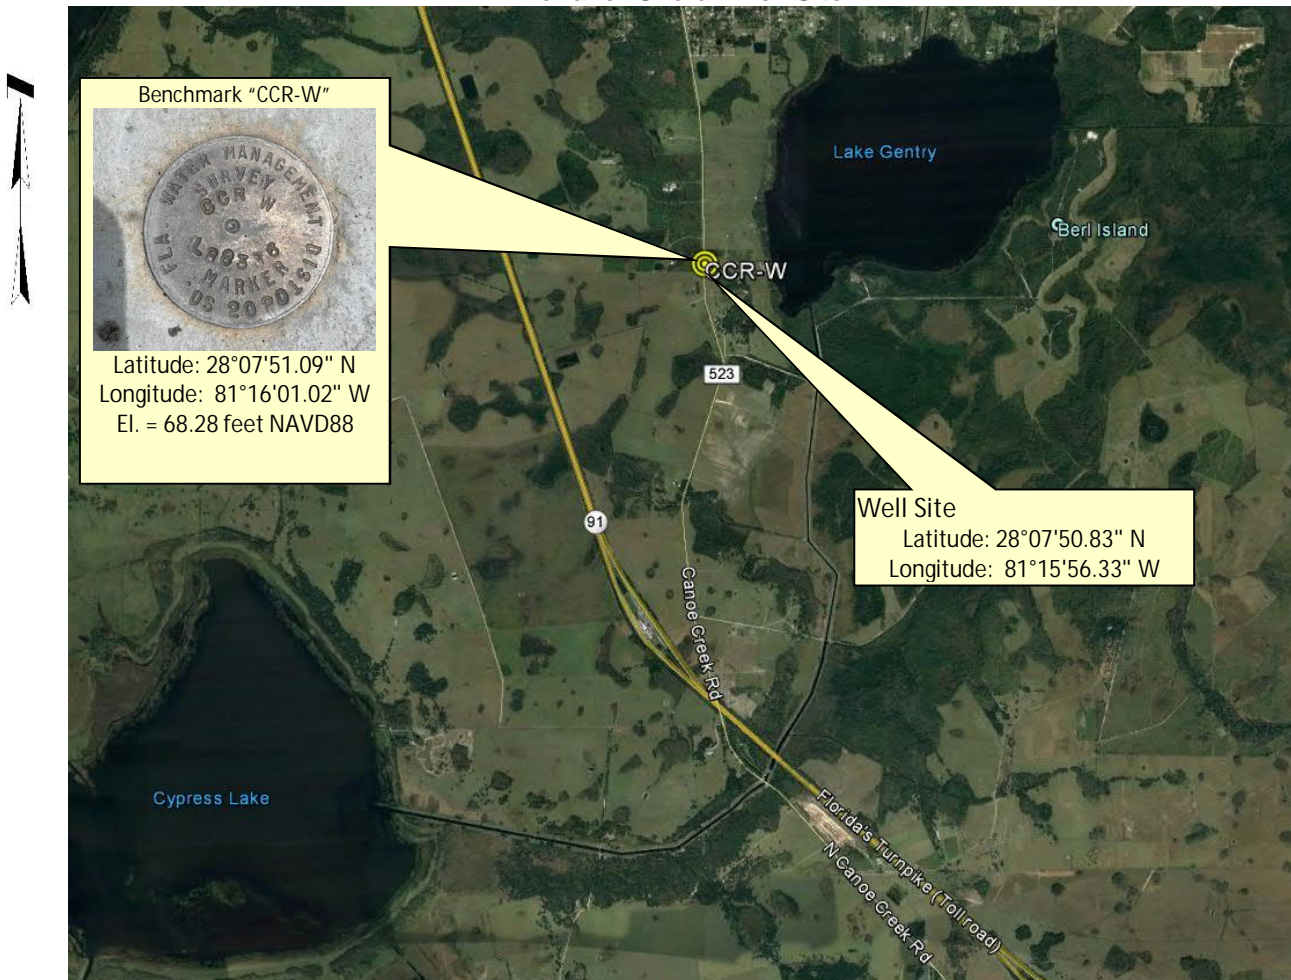 Benchmark “CCR-W”
FLA WATER MANAGEMENT DIST
SURVEY
CCR W
MARKER
SO.
Latitude: 28°07'51.09" N
Longitude: 81°16'01.02" W
El. = 68.28 feet NAVD88
Lake Gentry
Berl Island
CCR-W
523
Well Site
Latitude: 28°07'50.83" N
Longitude: 81°15'56.33" W
91
Canoe Creek Rd
Cypress Lake
Florida's Turnpike (Toll road)
N Canoe Creek Rd